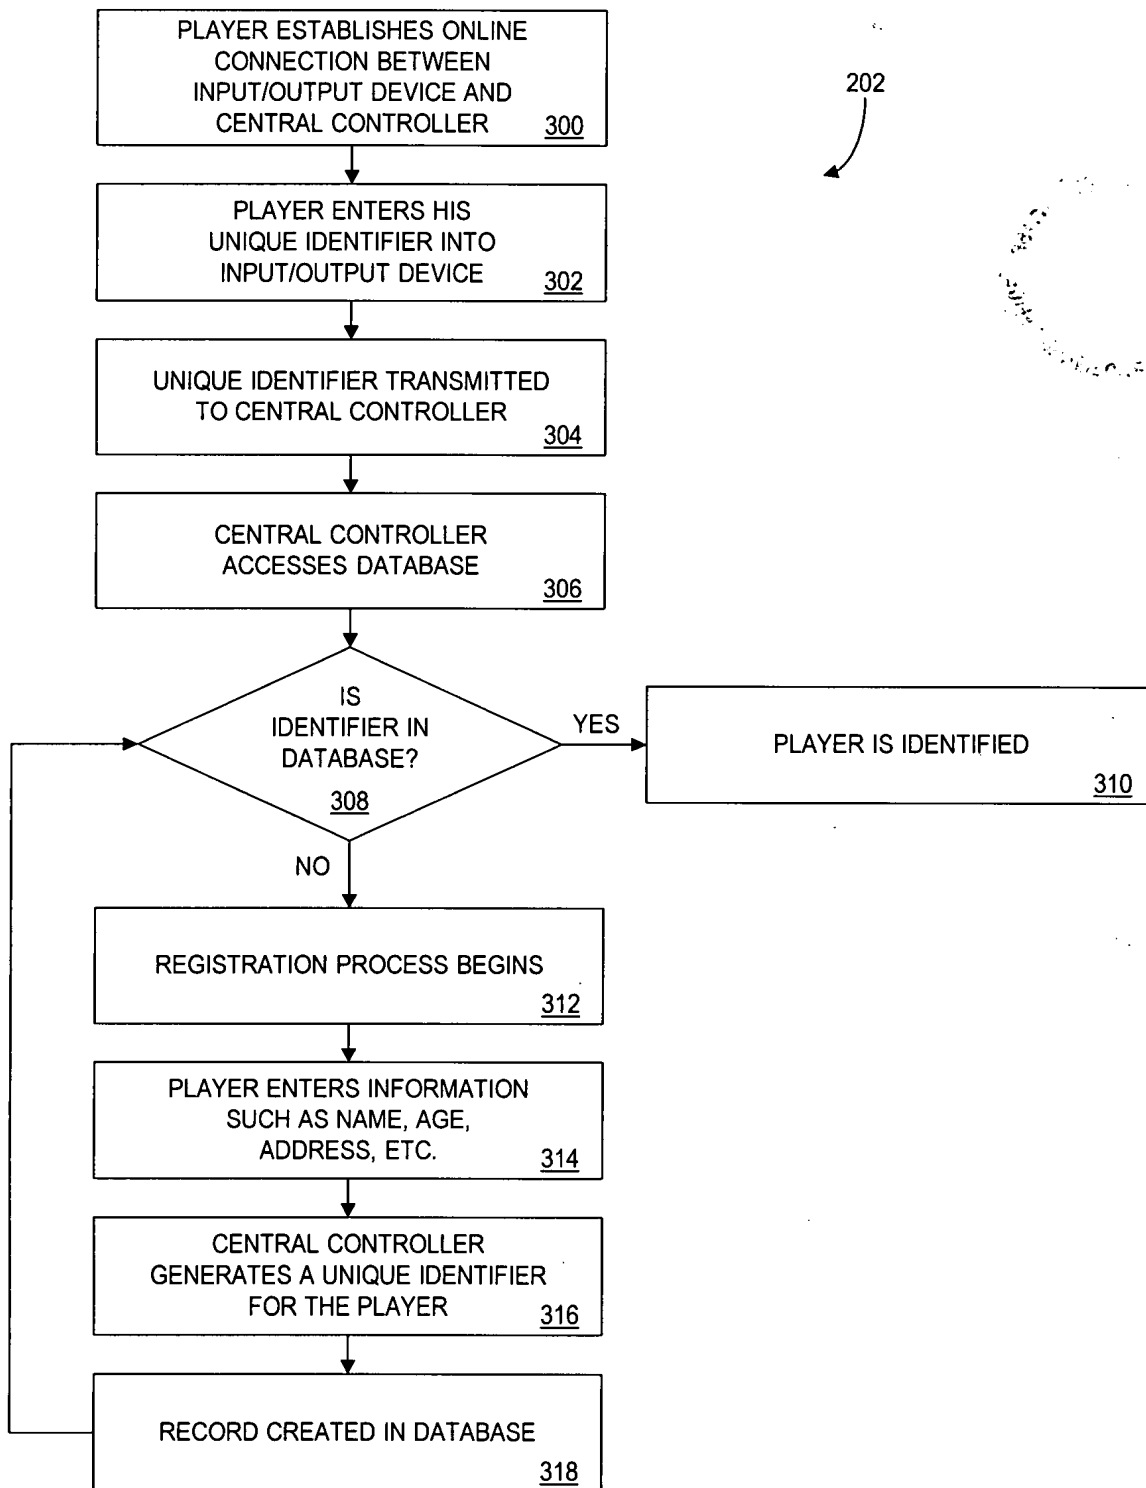 PLAYER ESTABLISHES ONLINE
CONNECTION BETWEEN
INPUT/OUTPUT DEVICE AND
CENTRAL CONTROLLER 300
202
PLAYER ENTERS HIS
UNIQUE IDENTIFIER INTO
INPUT/OUTPUT DEVICE 302
UNIQUE IDENTIFIER TRANSMITTED
TO CENTRAL CONTROLLER
304
CENTRAL CONTROLLER
ACCESSES DATABASE
306
IS
IDENTIFIER IN
DATABASE?
308
YES
PLAYER IS IDENTIFIED
310
NO
REGISTRATION PROCESS BEGINS
312
PLAYER ENTERS INFORMATION
SUCH AS NAME, AGE,
ADDRESS, ETC. 314
CENTRAL CONTROLLER
GENERATES A UNIQUE IDENTIFIER
FOR THE PLAYER 316
RECORD CREATED IN DATABASE
318